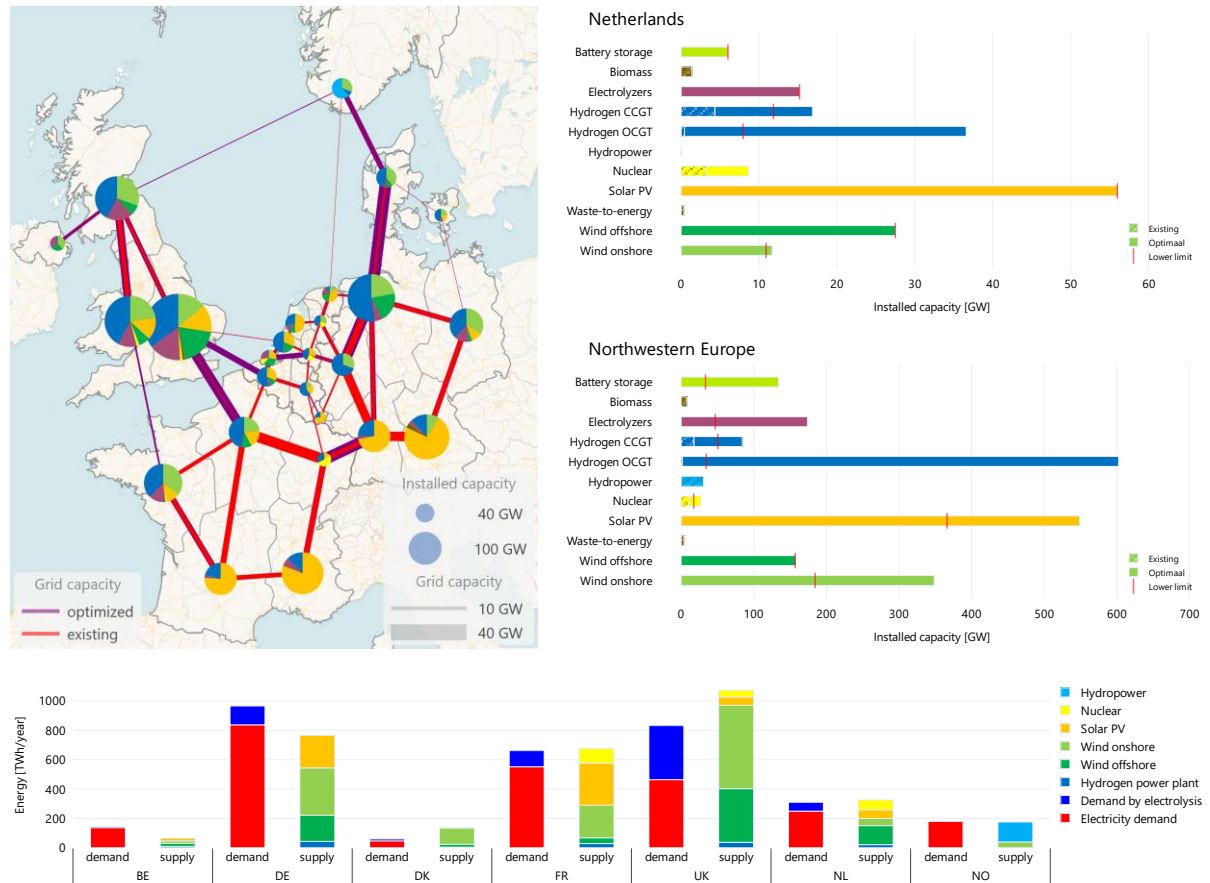 Installed capacity
40 GW
100 GW
Grid capacity
10 GW
40 GW
Grid capacity
optimized
existing
Netherlands
Battery storage
Biomass
Electrolyzers
Hydrogen CCGT
Hydrogen OCGT
Hydropower
Nuclear
Solar PV
Waste-to-energy
Wind offshore
Wind onshore
Existing
Optimaal
Lower limit
0 10 20 30 40 50 60
Installed capacity [GW]
Northwestern Europe
Battery storage
Biomass
Electrolyzers
Hydrogen CCGT
Hydrogen OCGT
Hydropower
Nuclear
Solar PV
Waste-to-energy
Wind offshore
Wind onshore
Existing
Optimaal
Lower limit
0 100 200 300 400 500 600 700
Installed capacity [GW]
Energy [TWh/year]
1000
800
600
400
200
0
demand supply demand supply demand supply demand supply demand supply demand supply demand supply
BE DE DK FR UK NL NO
Hydropower
Nuclear
Solar PV
Wind onshore
Wind offshore
Hydrogen power plant
Demand by electrolysis
Electricity demand